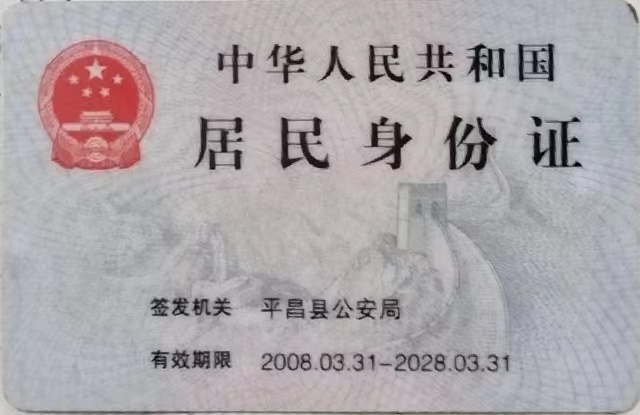 中华人民共和国
居民身份证
签发机关 平昌县公安局
有效期限 2008.03.31-2028.03.31